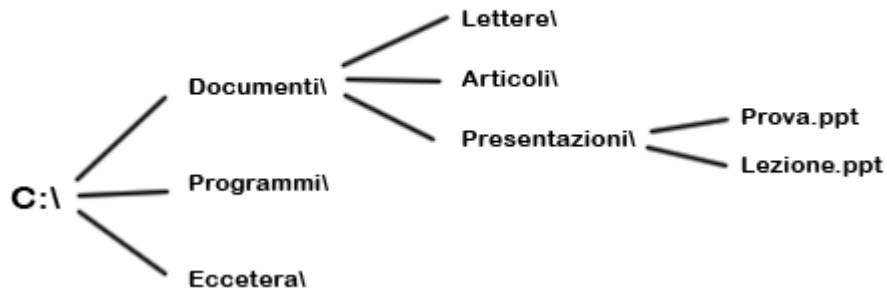 Lettere\
Documenti\
Articoli\
Presentazioni\
Prova.ppt
Lezione.ppt
C:\
Programmi\
Eccetera\